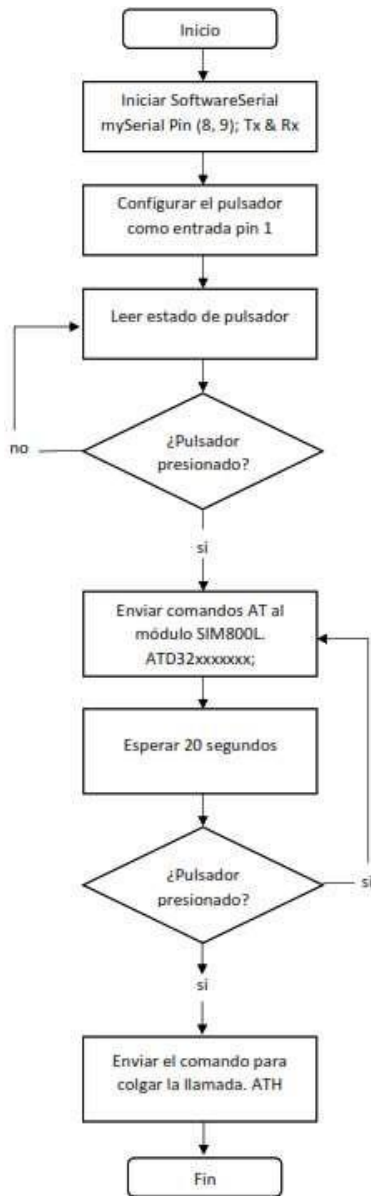 Inicio
Iniciar SoftwareSerial
mySerial Pin (8, 9); Tx & Rx
Configurar el pulsador
como entrada pin 1
Leer estado de pulsador
¿Pulsador
presionado?
no
si
Enviar comandos AT al
módulo SIM800L.
ATD32xxxxxxx;
Esperar 20 segundos
¿Pulsador
presionado?
si
si
Enviar el comando para
colgar la llamada. ATH
Fin